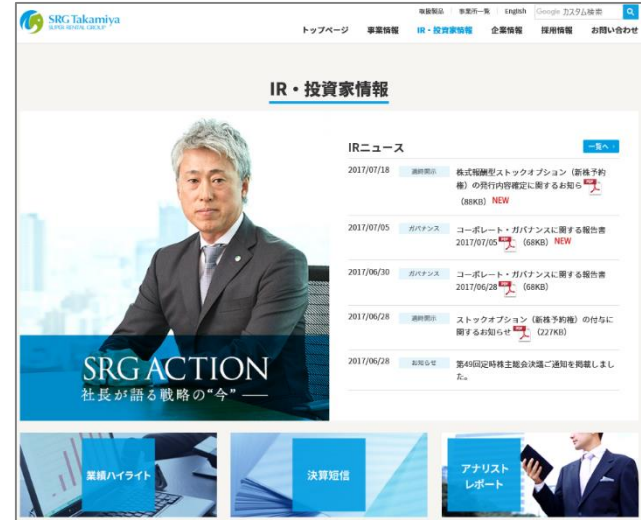 SRG Takamiya
SUPER RENTAL GROUP
取扱製品 事業所一覧 English Google カスタム検索
トップページ 事業情報 IR・投資家情報 企業情報 採用情報 お問い合わせ
IR・投資家情報
IRニュース 一覧へ
2017/07/18 適時開示 株式報酬型ストックオプション（新株予約
権）の発行内容確定に関するお知らせ
（88KB） NEW
2017/07/05 ガバナンス コーポレート・ガバナンスに関する報告書
2017/07/05 （68KB） NEW
2017/06/30 ガバナンス コーポレート・ガバナンスに関する報告書
2017/06/28 （68KB）
2017/06/28 適時開示 ストックオプション（新株予約権）の付与に
関するお知らせ （227KB）
2017/06/28 お知らせ 第49回定時株主総会決議ご通知を掲載しまし
た。
SRG ACTION
社長が語る戦略の“今”――
業績ハイライト
決算短信
アナリスト
レポート